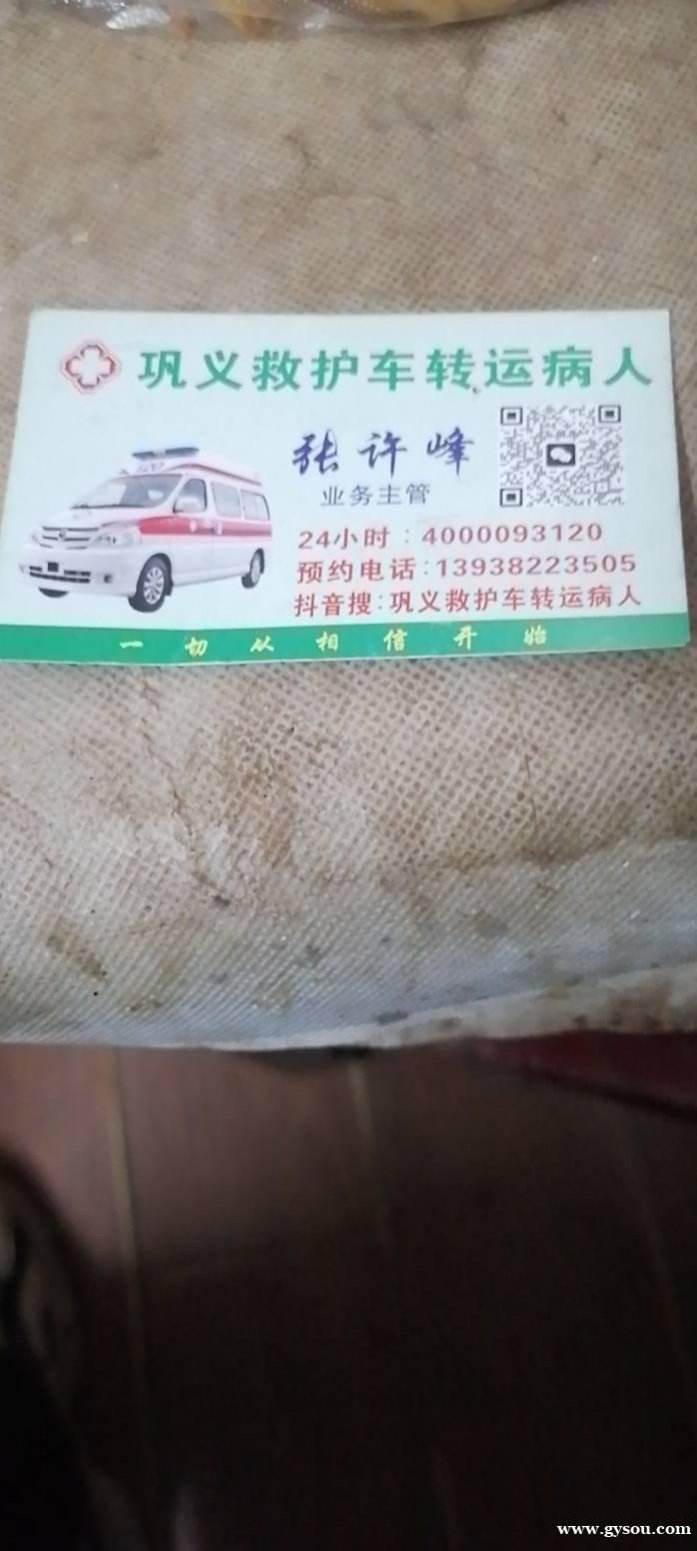 巩义救护车转运病人
张许峰
业务主管
24小时：4000093120
预约电话：13938223505
抖音搜：巩义救护车转运病人
一切从相信开始
www.gysou.com